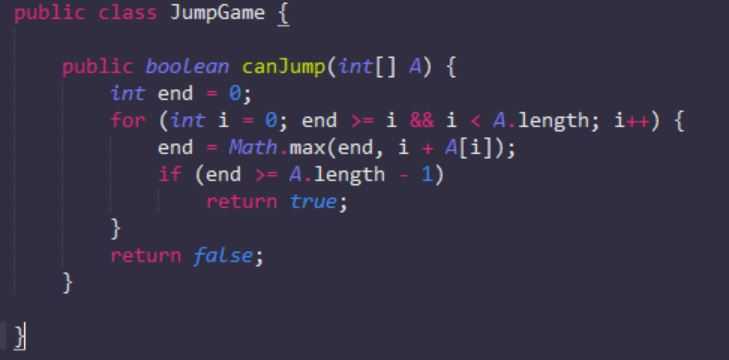 public class JumpGame {
public boolean canJump(int[] A) {
int end = 0;
for (int i = 0; end >= i && i < A.length; i++) {
end = Math.max(end, i + A[i]);
if (end >= A.length - 1)
return true;
}
return false;
}
}